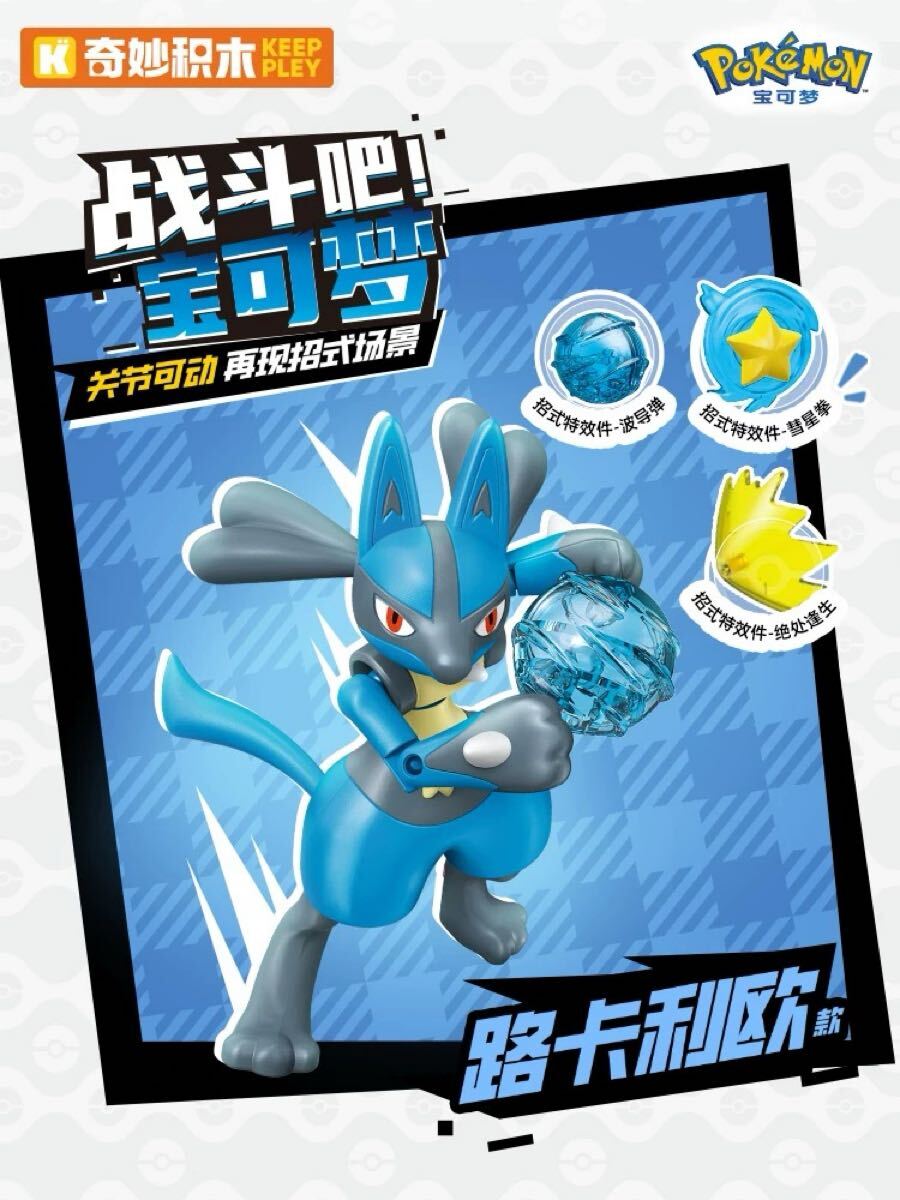 K 奇妙积木 KEEP PLEY
POKÉMON
宝可梦
战斗吧！
宝可梦
关节可动 再现招式场景
招式特效件-波导弹
招式特效件-彗星拳
招式特效件-绝处逢生
路卡利欧款